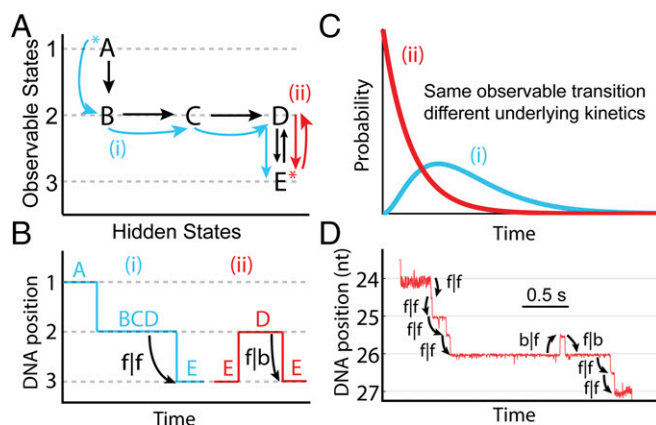 A
Observable States
1
2
3
* A
B
C
D
E *
(i)
(ii)
Hidden States
B
DNA position
1
2
3
A
(i)
BCD
f|f
E
(ii)
E
D
f|b
E
Time
C
Probability
(ii)
Same observable transition
different underlying kinetics
(i)
Time
D
DNA position (nt)
24
25
26
27
f|f
f|f
f|f
f|f
0.5 s
b|f
f|b
f|f
f|f
Time